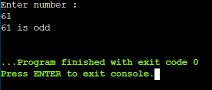 Enter number :
61
61 is odd
...Program finished with exit code 0
Press ENTER to exit console.